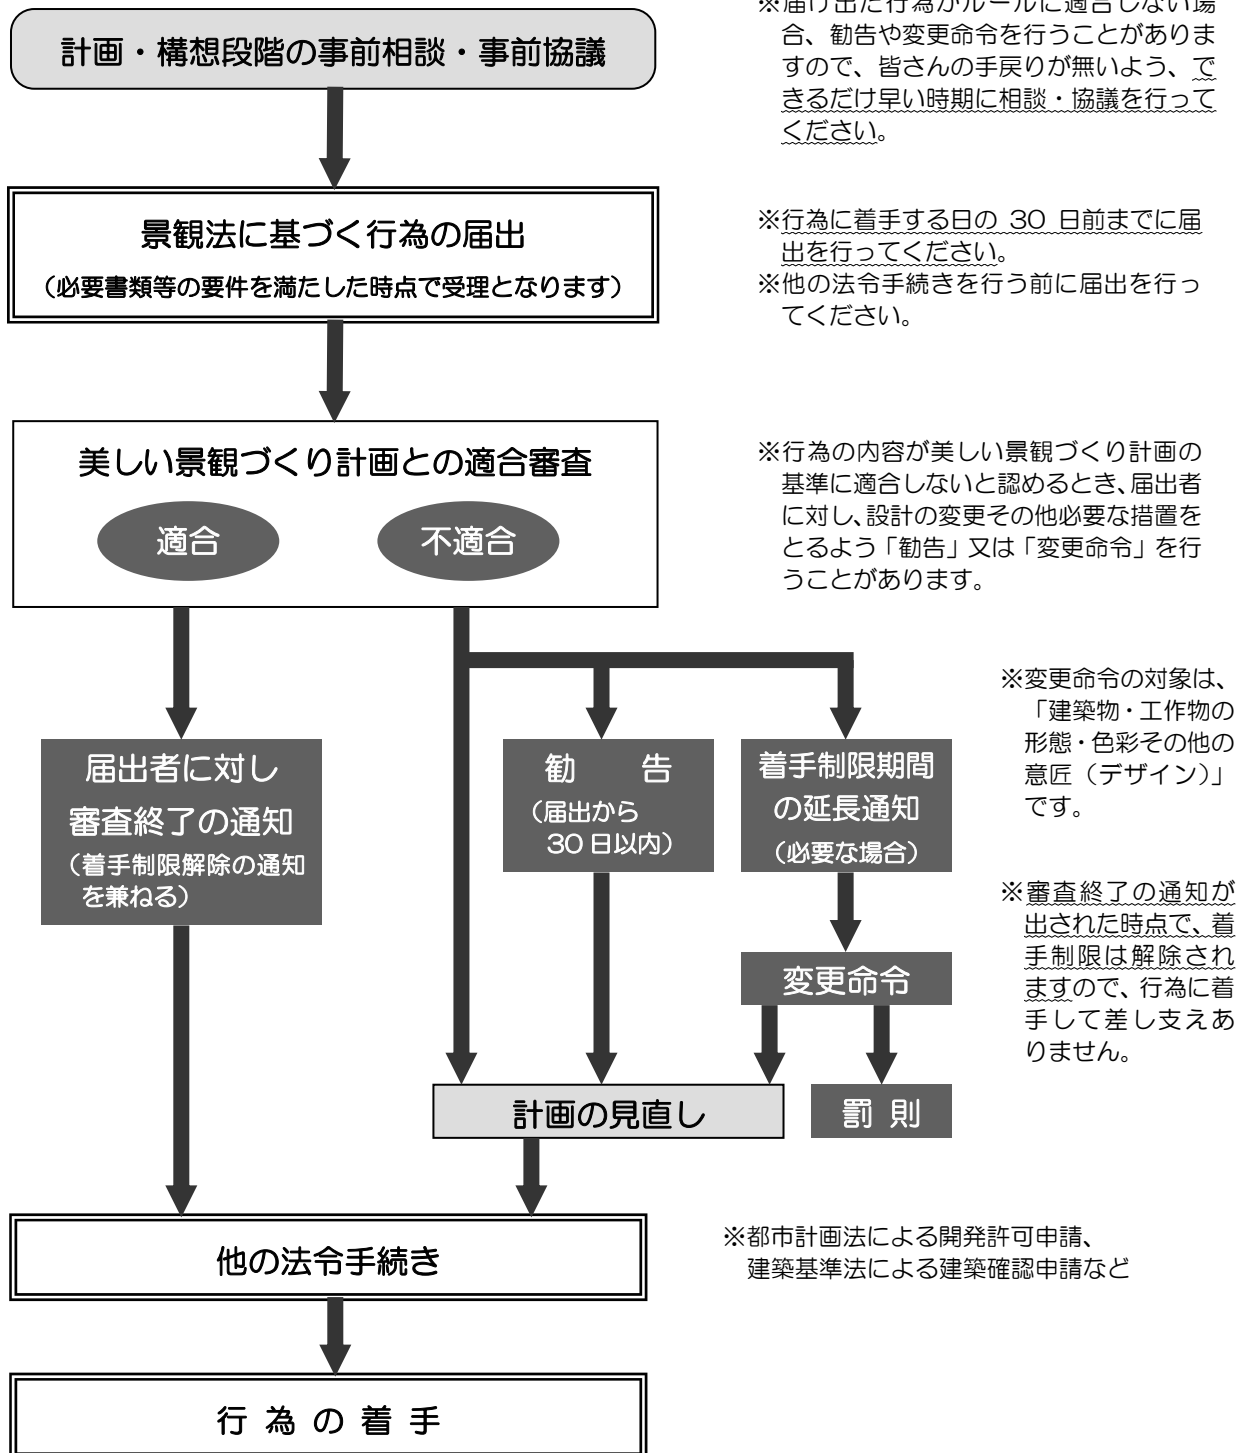 ※届け出た行為がルールに適合しない場
合、勧告や変更命令を行うことがありま
すので、皆さんの手戻りが無いよう、で
きるだけ早い時期に相談・協議を行って
ください。
計画・構想段階の事前相談・事前協議
景観法に基づく行為の届出
（必要書類等の要件を満たした時点で受理となります）
※行為に着手する日の 30 日前までに届
出を行ってください。
※他の法令手続きを行う前に届出を行っ
てください。
美しい景観づくり計画との適合審査
適合
不適合
※行為の内容が美しい景観づくり計画の
基準に適合しないと認めるとき、届出者
に対し、設計の変更その他必要な措置を
とるよう「勧告」又は「変更命令」を行
うことがあります。
届出者に対し
審査終了の通知
（着手制限解除の通知
を兼ねる）
勧 告
（届出から
30 日以内）
着手制限期間
の延長通知
（必要な場合）
※変更命令の対象は、
「建築物・工作物の
形態・色彩その他の
意匠（デザイン）」
です。
変更命令
※審査終了の通知が
出された時点で、着
手制限は解除され
ますので、行為に着
手して差し支えあ
りません。
計画の見直し
罰 則
他の法令手続き
※都市計画法による開発許可申請、
建築基準法による建築確認申請など
行 為 の 着 手